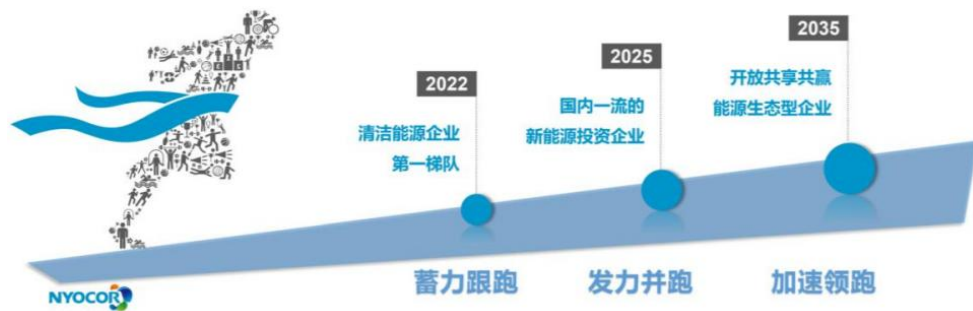 2022
清洁能源企业
第一梯队
2025
国内一流的
新能源投资企业
2035
开放共享共赢
能源生态型企业
蓄力跟跑
发力并跑
加速领跑
NYOCOR